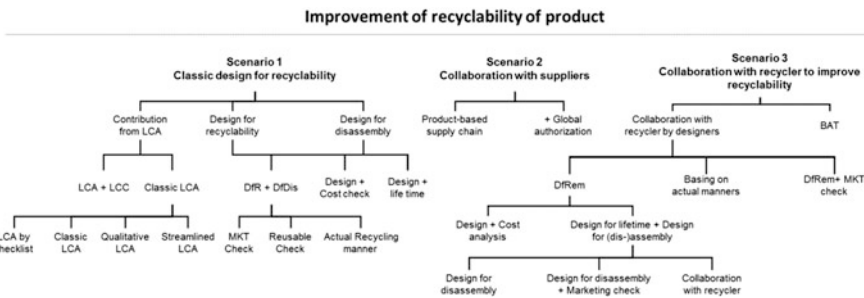 Improvement of recyclability of product
Scenario 1
Classic design for recyclability
Scenario 2
Collaboration with suppliers
Scenario 3
Collaboration with recycler to improve
recyclability
Contribution
from LCA
Design for
recyclability
Design for
disassembly
Product-based
supply chain
+ Global
authorization
Collaboration with
recycler by designers
BAT
LCA + LCC
Classic LCA
DfR + DfDis
Design +
Cost check
Design +
life time
DfRem
Basing on
actual manners
DfRem+ MKT
check
LCA by
checklist
Classic
LCA
Qualitative
LCA
Streamlined
LCA
MKT
Check
Reusable
Check
Actual Recycling
manner
Design + Cost
analysis
Design for lifetime + Design
for (dis-)assembly
Design for
disassembly
Design for disassembly
+ Marketing check
Collaboration
with recycler